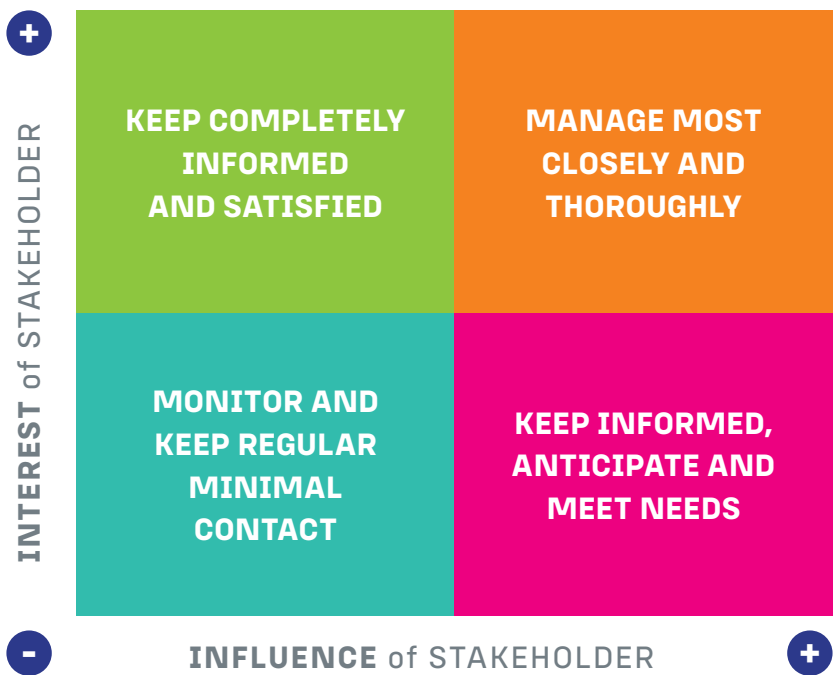 +
INTEREST of STAKEHOLDER
KEEP COMPLETELY
INFORMED
AND SATISFIED
MANAGE MOST
CLOSELY AND
THOROUGHLY
MONITOR AND
KEEP REGULAR
MINIMAL
CONTACT
KEEP INFORMED,
ANTICIPATE AND
MEET NEEDS
-
INFLUENCE of STAKEHOLDER
+